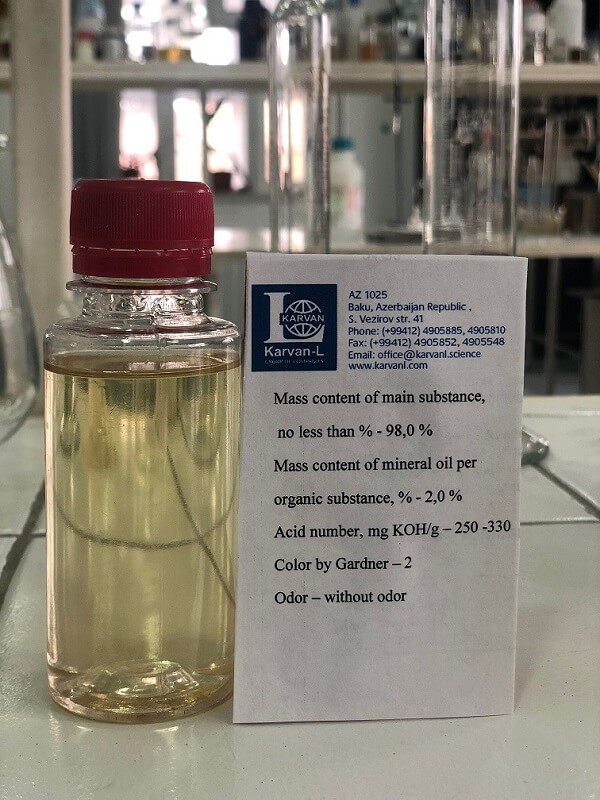 L
KARVAN
Karvan-L
GROUP OF COMPANIES
AZ 1025
Baku, Azerbaijan Republic ,
S. Vezirov str. 41
Phone: (+99412) 4905885, 4905810
Fax: (+99412) 4905852, 4905548
Email: office@karvanl.science
www.karvanl.com
Mass content of main substance,
no less than % - 98,0 %
Mass content of mineral oil per
organic substance, % - 2,0 %
Acid number, mg KOH/g – 250 -330
Color by Gardner – 2
Odor – without odor